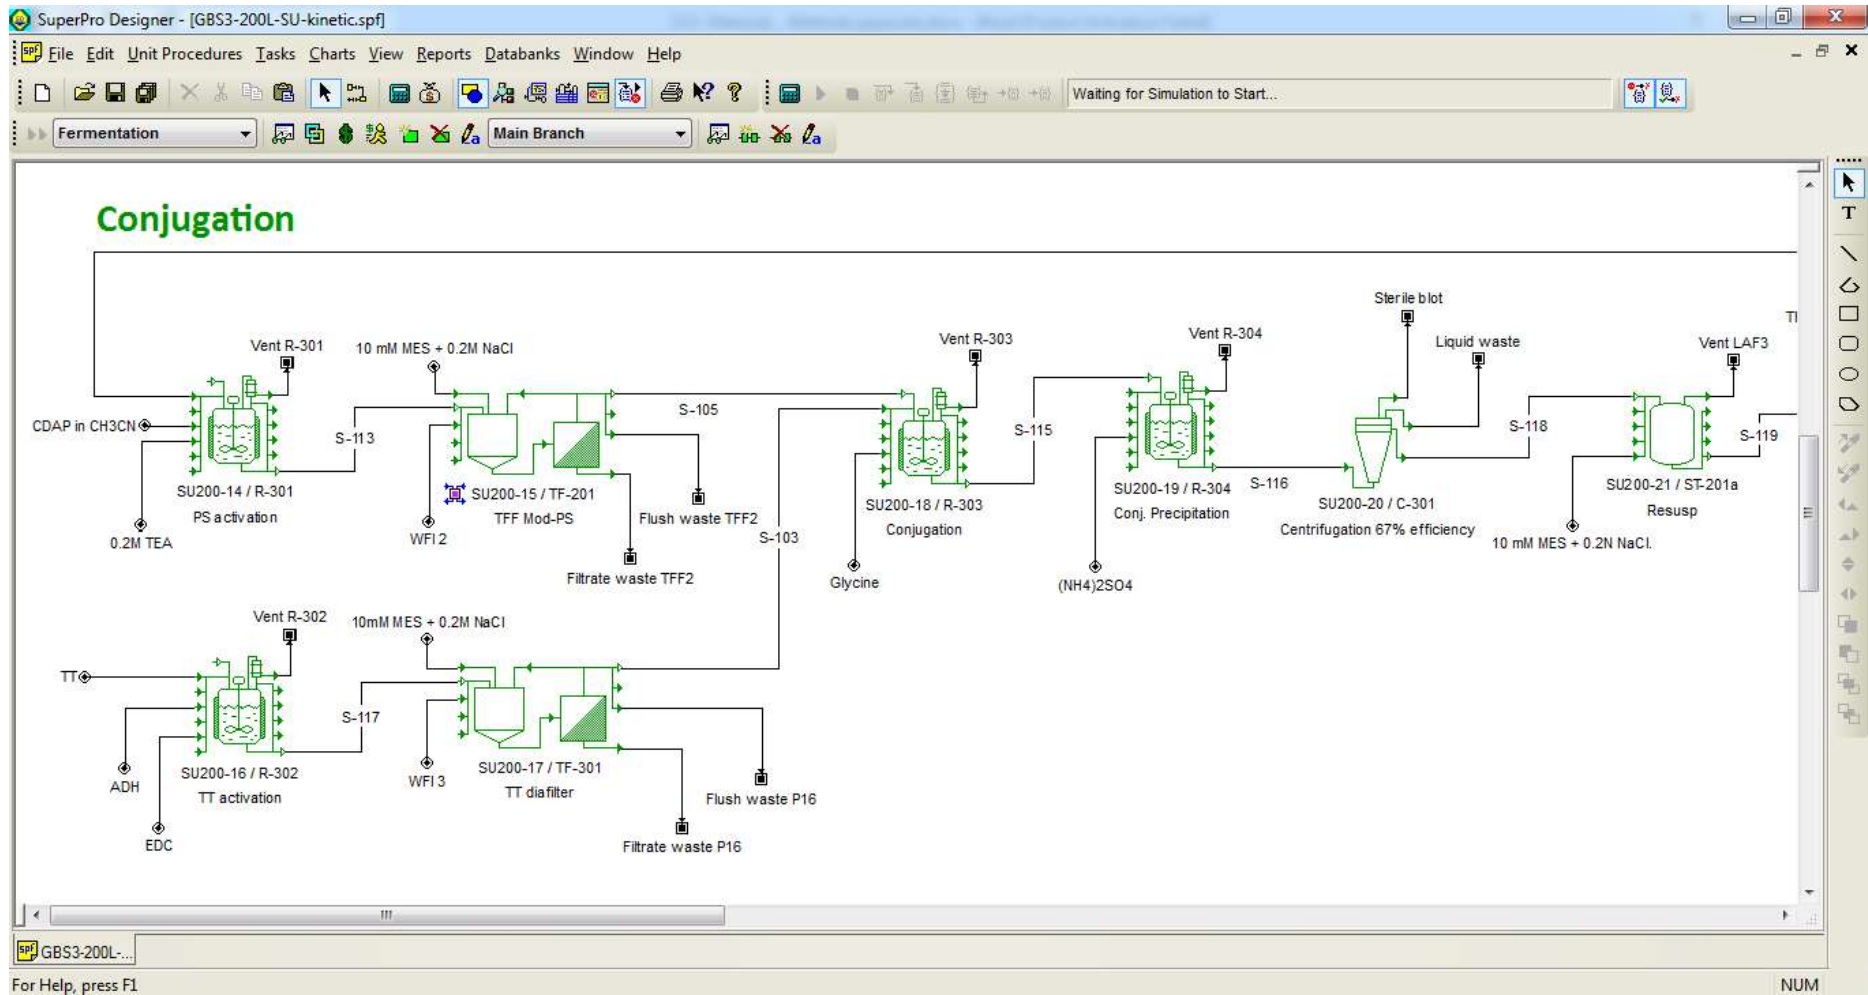 SuperPro Designer - [GBS3-200L-SU-kinetic.spf]
File Edit Unit Procedures Tasks Charts View Reports Databanks Window Help
Waiting for Simulation to Start...
Fermentation
Main Branch
Conjugation
Sterile blot
Vent R-301
10 mM MES + 0.2M NaCl
Vent R-303
Vent R-304
Liquid waste
Vent LAF3
CDAP in CH3CN
S-113
S-105
S-115
S-118
S-119
SU200-14 / R-301
PS activation
0.2M TEA
SU200-15 / TF-201
TFF Mod-PS
WFI 2
Flush waste TFF2
Filtrate waste TFF2
S-103
SU200-18 / R-303
Conjugation
Glycine
SU200-19 / R-304
Conj. Precipitation
(NH4)2SO4
S-116
SU200-20 / C-301
Centrifugation 67% efficiency
SU200-21 / ST-201a
Resusp
10 mM MES + 0.2N NaCl.
Vent R-302
10mM MES + 0.2M NaCl
TT
S-117
ADH
SU200-16 / R-302
TT activation
EDC
WFI 3
SU200-17 / TF-301
TT diafilter
Flush waste P16
Filtrate waste P16
GBS3-200L-...
For Help, press F1
NUM